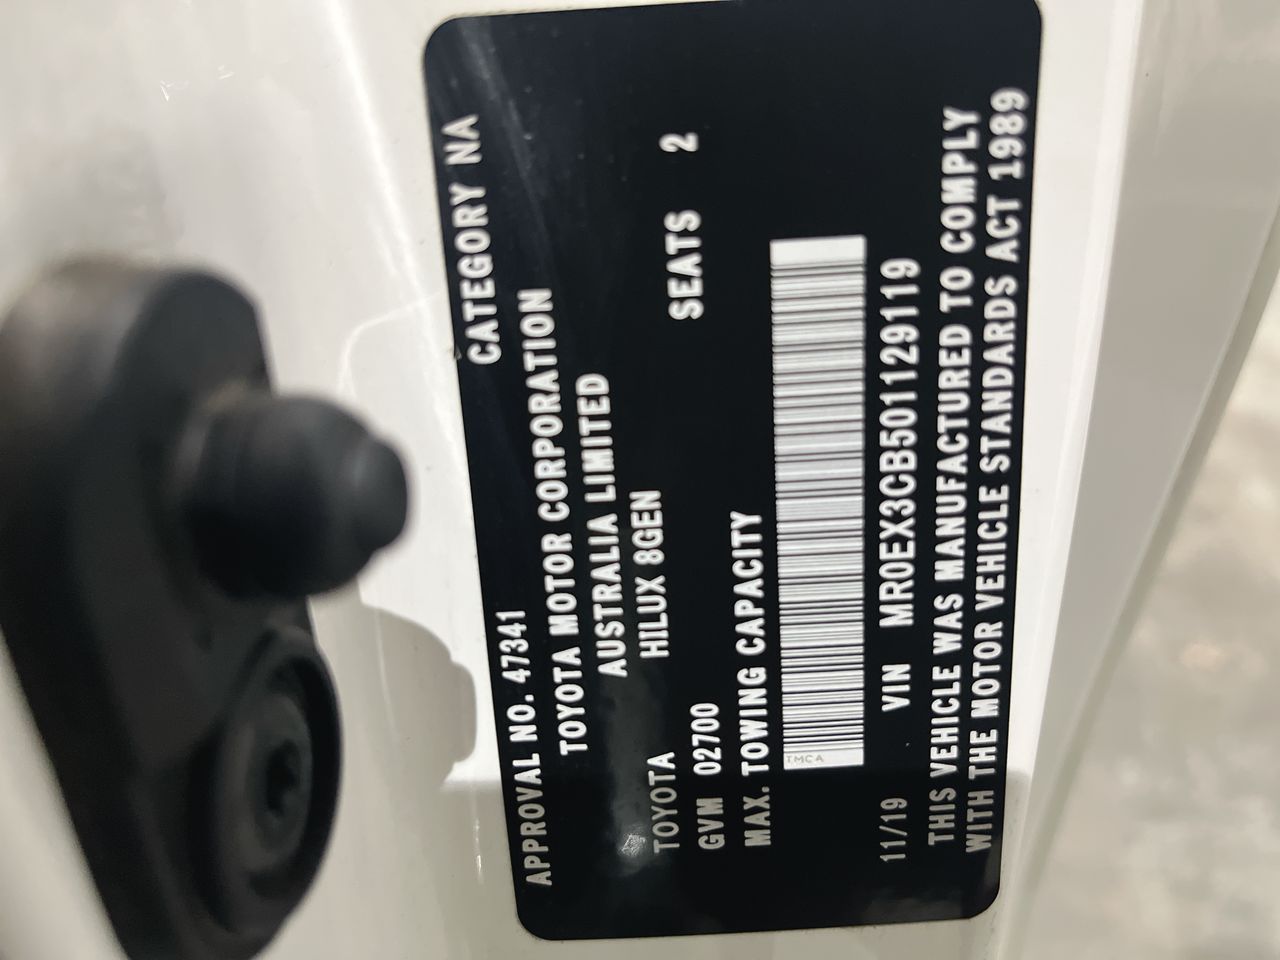 APPROVAL NO. 47341 CATEGORY NA
TOYOTA MOTOR CORPORATION
AUSTRALIA LIMITED
TOYOTA HILUX 8GEN
GVM 02700 SEATS 2
MAX. TOWING CAPACITY
TMCA
11/19 VIN MR0EX3CB501129119
THIS VEHICLE WAS MANUFACTURED TO COMPLY
WITH THE MOTOR VEHICLE STANDARDS ACT 1989